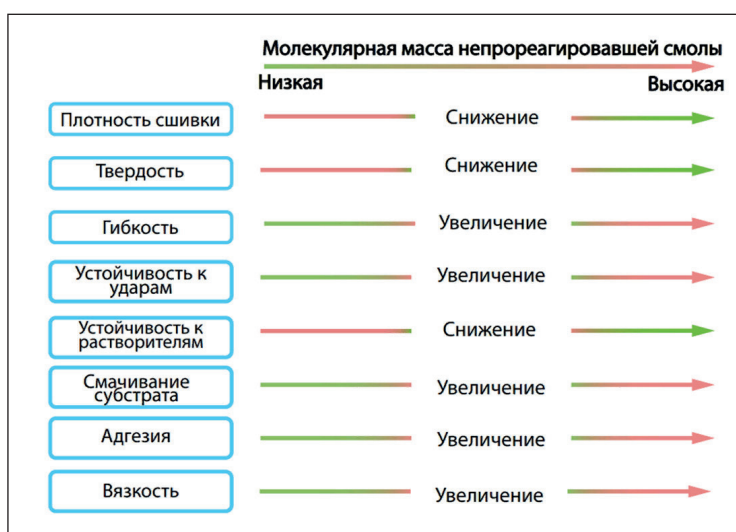 Молекулярная масса непрореагировавшей смолы
Низкая Высокая
Плотность сшивки Снижение
Твердость Снижение
Гибкость Увеличение
Устойчивость к
ударам Увеличение
Устойчивость к
растворителям Снижение
Смачивание
субстрата Увеличение
Адгезия Увеличение
Вязкость Увеличение